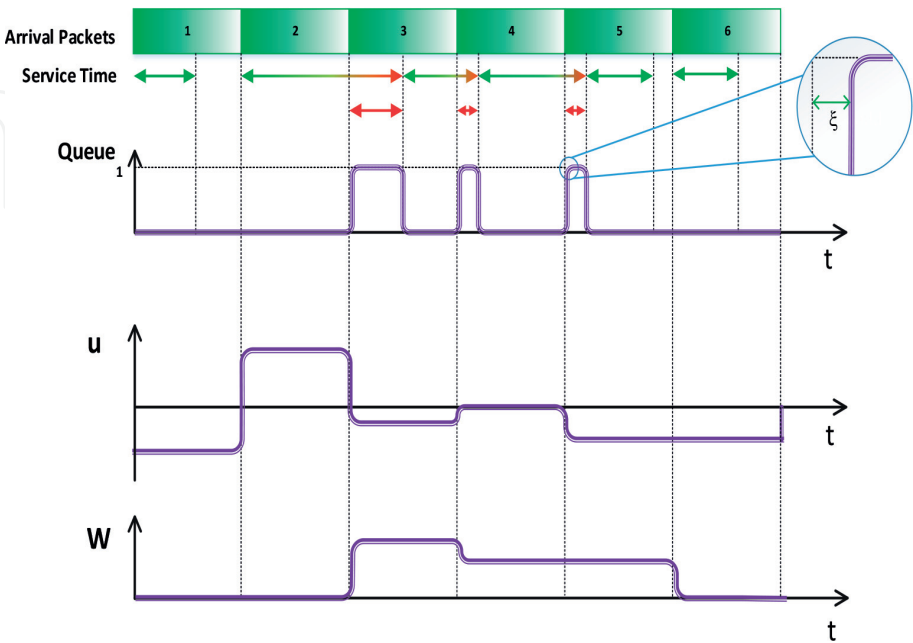 Arrival Packets 1 2 3 4 5 6
Service Time
ξ
Queue
1
t
u
t
W
t